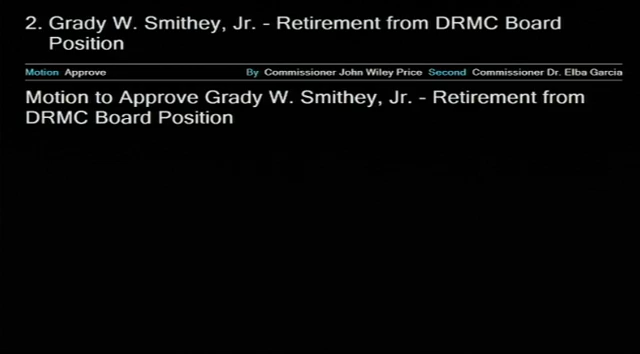 2. Grady W. Smithey, Jr. - Retirement from DRMC Board
Position
Motion Approve By Commissioner John Wiley Price Second Commissioner Dr. Elba Garcia
Motion to Approve Grady W. Smithey, Jr. - Retirement from
DRMC Board Position